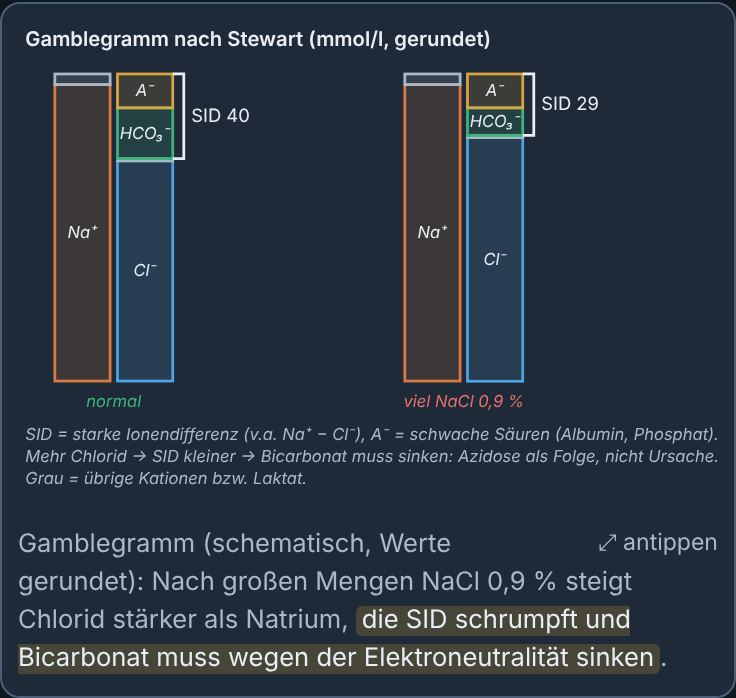 Gamblegramm nach Stewart (mmol/l, gerundet)
A⁻
HCO₃⁻
SID 40
Na⁺
Cl⁻
normal
A⁻
HCO₃⁻
SID 29
Na⁺
Cl⁻
viel NaCl 0,9 %
SID = starke Ionendifferenz (v.a. Na⁺ − Cl⁻), A⁻ = schwache Säuren (Albumin, Phosphat).
Mehr Chlorid → SID kleiner → Bicarbonat muss sinken: Azidose als Folge, nicht Ursache.
Grau = übrige Kationen bzw. Laktat.
Gamblegramm (schematisch, Werte
⤢ antippen
gerundet): Nach großen Mengen NaCl 0,9 % steigt
Chlorid stärker als Natrium, die SID schrumpft und
Bicarbonat muss wegen der Elektroneutralität sinken.